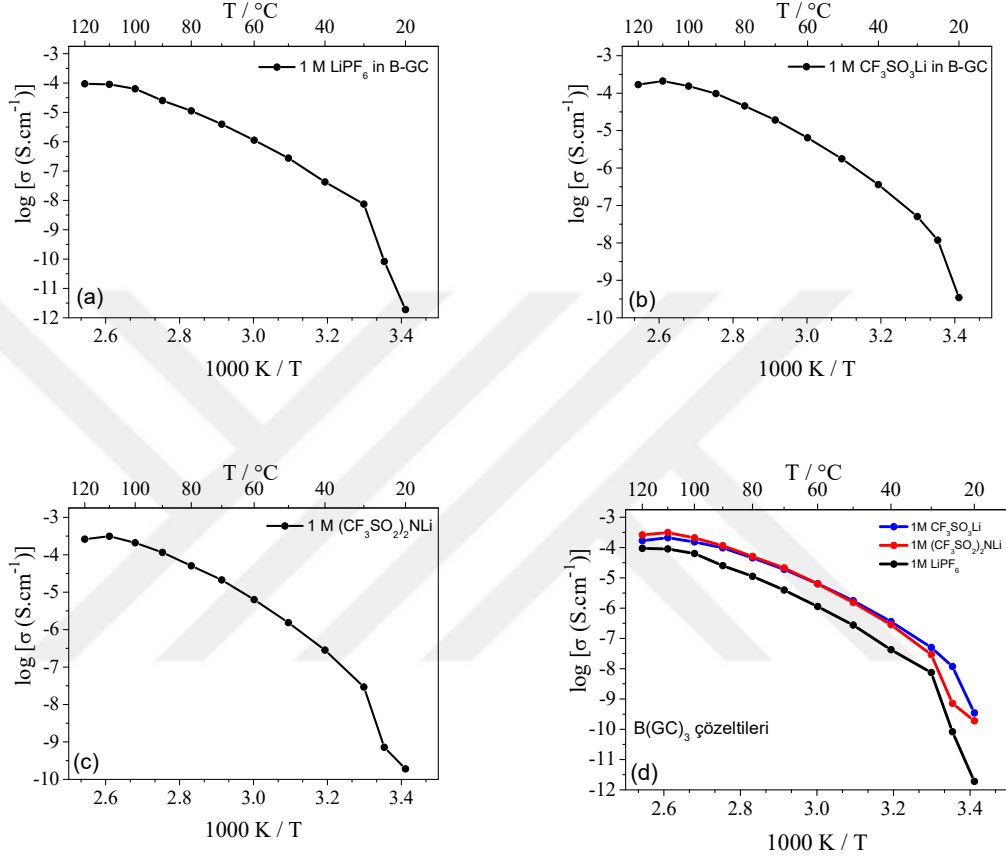 T / °C
120 100 80 60 40 20
-3
-4
-5
-6
-7
-8
-9
-10
-11
-12
log [σ (S.cm⁻¹)]
1 M LiPF₆ in B-GC
(a)
2.6 2.8 3.0 3.2 3.4
1000 K / T
T / °C
120 100 80 60 40 20
-3
-4
-5
-6
-7
-8
-9
-10
log [σ (S.cm⁻¹)]
1 M CF₃SO₃Li in B-GC
(b)
2.6 2.8 3.0 3.2 3.4
1000 K / T
T / °C
120 100 80 60 40 20
-3
-4
-5
-6
-7
-8
-9
-10
log [σ (S.cm⁻¹)]
1 M (CF₃SO₂)₂NLi
(c)
2.6 2.8 3.0 3.2 3.4
1000 K / T
T / °C
120 100 80 60 40 20
-3
-4
-5
-6
-7
-8
-9
-10
-11
-12
log [σ (S.cm⁻¹)]
1M CF₃SO₃Li
1M (CF₃SO₂)₂NLi
1M LiPF₆
B(GC)₃ çözeltileri
(d)
2.6 2.8 3.0 3.2 3.4
1000 K / T